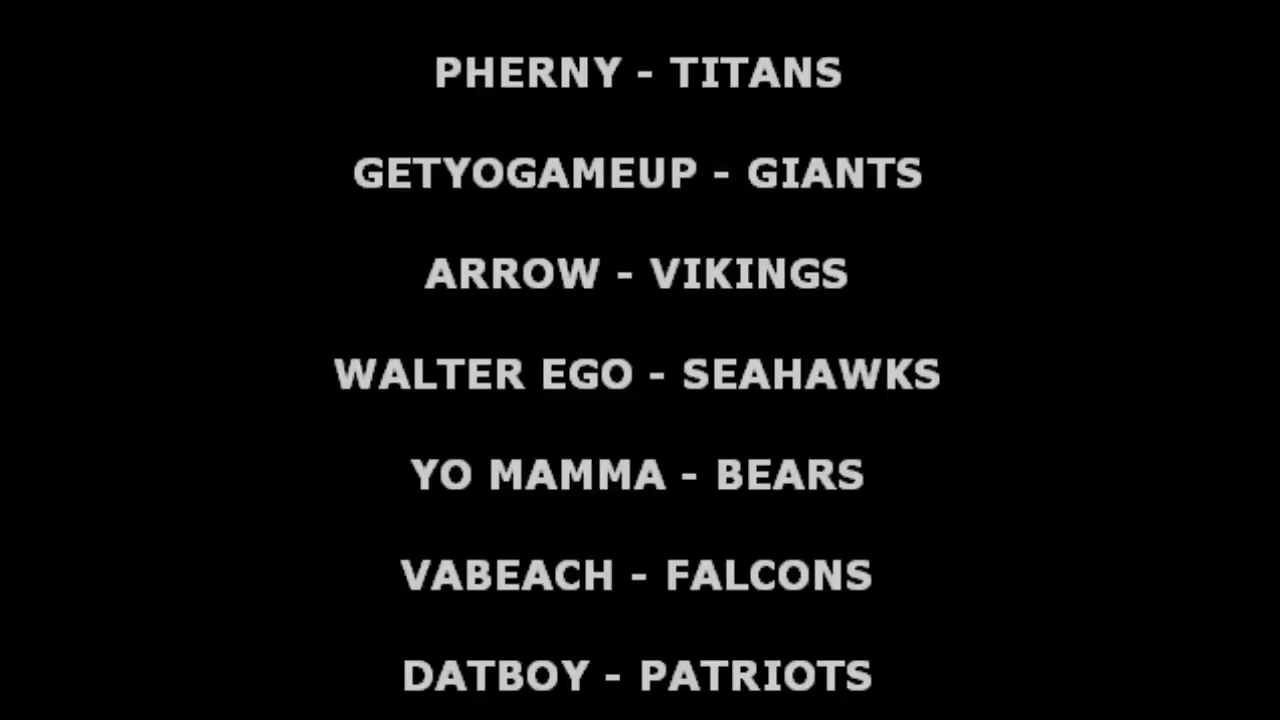 PHERNY - TITANS
GETYOGAMEUP - GIANTS
ARROW - VIKINGS
WALTER EGO - SEAHAWKS
YO MAMMA - BEARS
VABEACH - FALCONS
DATBOY - PATRIOTS